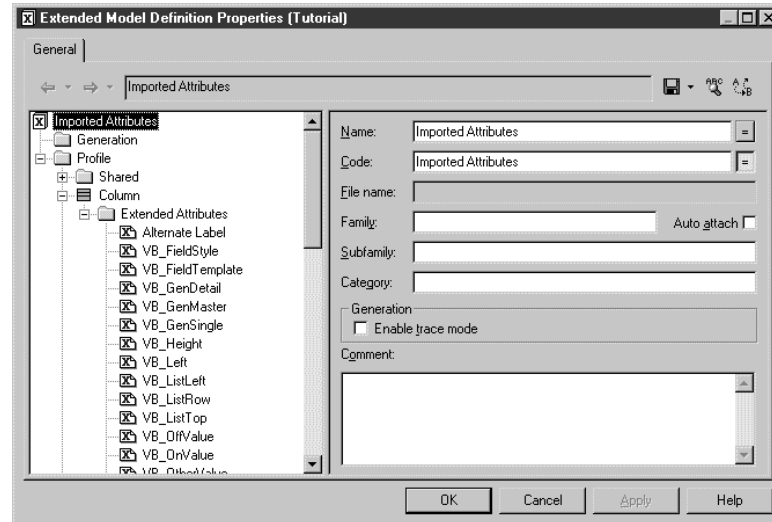 Extended Model Definition Properties (Tutorial)
General
Imported Attributes
Imported Attributes
Generation
Profile
Shared
Column
Extended Attributes
Alternate Label
VB_FieldStyle
VB_FieldTemplate
VB_GenDetail
VB_GenMaster
VB_GenSingle
VB_Height
VB_Left
VB_ListLeft
VB_ListRow
VB_ListTop
VB_OffValue
VB_OnValue
VB_OtherValue
Name: Imported Attributes =
Code: Imported Attributes =
File name:
Family: Auto attach
Subfamily:
Category:
Generation
Enable trace mode
Comment:
OK Cancel Apply Help